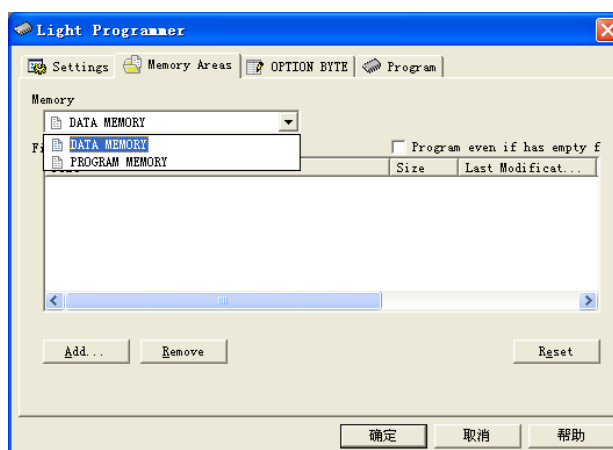 Light Programmer
Settings Memory Areas OPTION BYTE Program
Memory
DATA MEMORY
DATA MEMORY Program even if has empty f
PROGRAM MEMORY
Size Last Modificat...
Add... Remove Reset
确定 取消 帮助